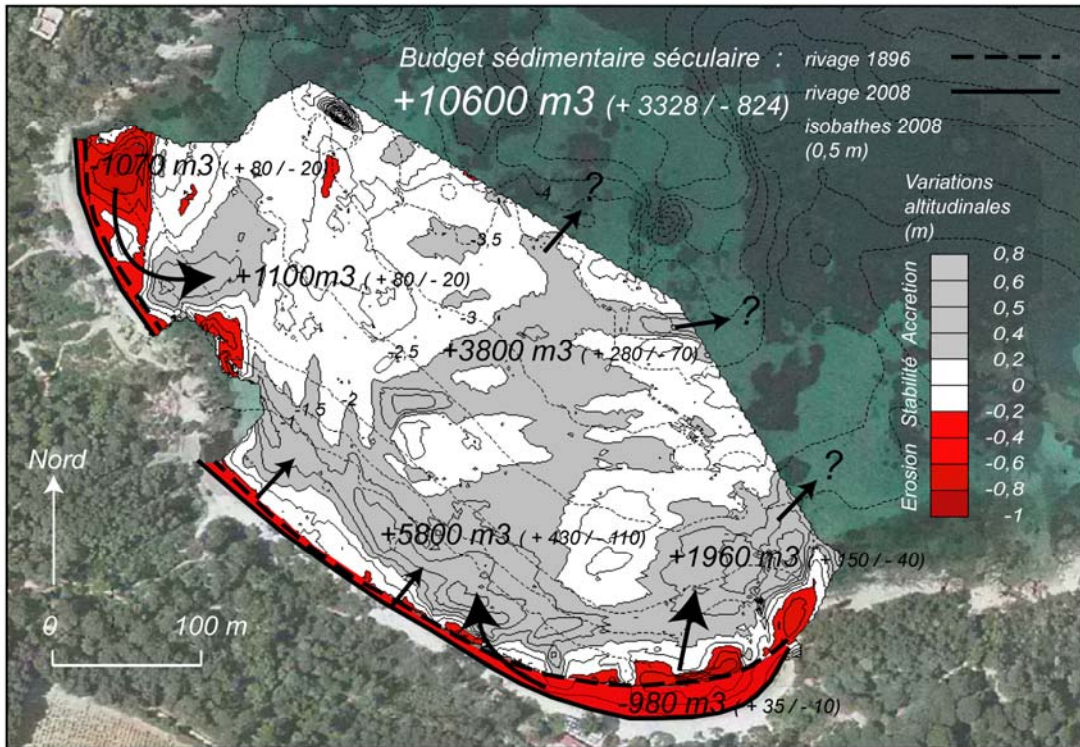 Budget sédimentaire séculaire :
+10600 m3 (+ 3328 / - 824)
rivage 1896
rivage 2008
isobathes 2008
(0,5 m)
Variations
altitudinales
(m)
0,8
0,6
0,5
0,4
0,2
0
-0,2
-0,4
-0,6
-0,8
-1
Accretion
Stabilité
Erosion
-1070 m3 (+ 80 / - 20)
+1100m3 (+ 80 / - 20)
-4
?
-3.5
?
-3
+3800 m3 (+ 280 / - 70)
-2.5
-2
-1.5
-1
?
+5800 m3 (+ 430 / - 110)
+1960 m3 (+ 150 / - 40)
-980 m3 (+ 35 / - 10)
Nord
0 100 m